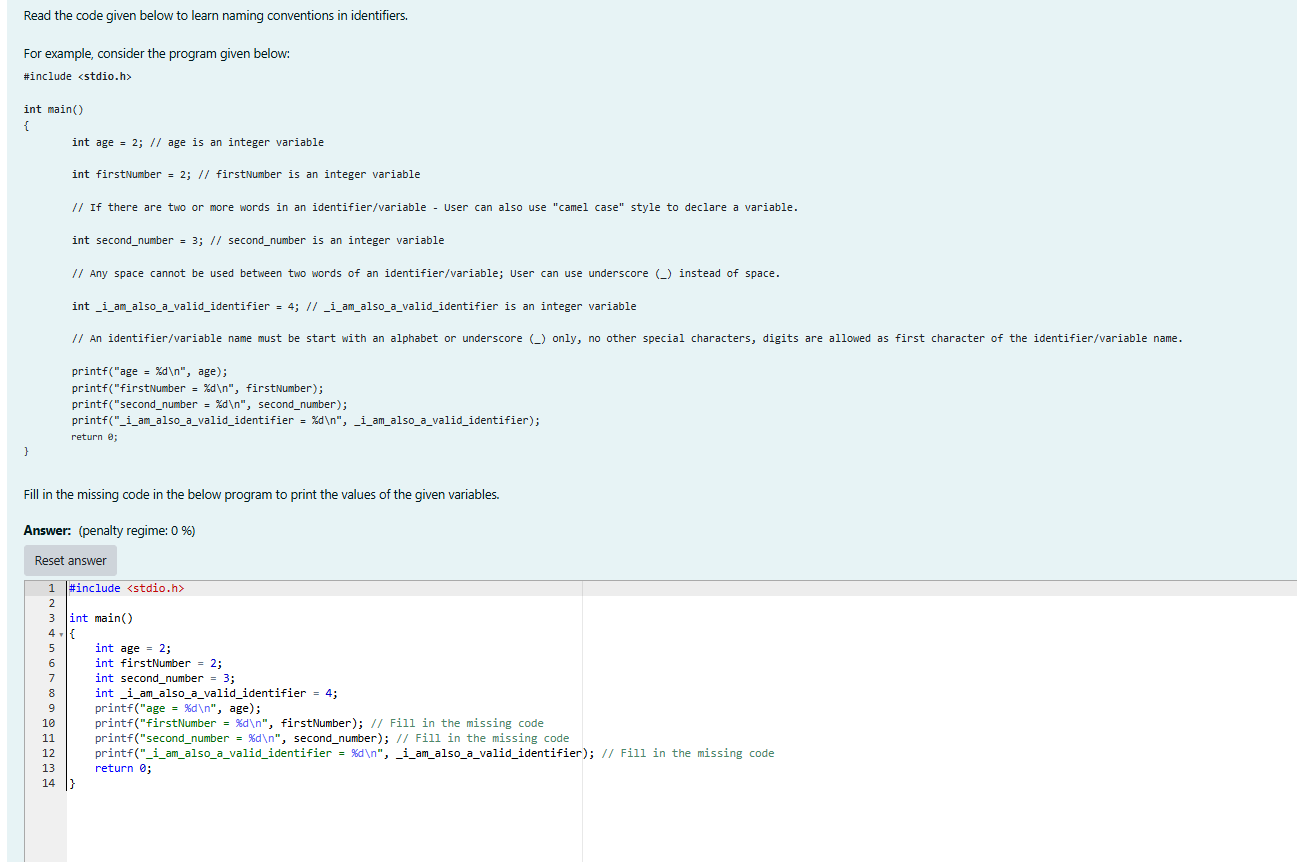 Read the code given below to learn naming conventions in identifiers.
For example, consider the program given below:
#include <stdio.h>
int main()
{
int age = 2; // age is an integer variable
int firstNumber = 2; // firstNumber is an integer variable
// If there are two or more words in an identifier/variable - User can also use "camel case" style to declare a variable.
int second_number = 3; // second_number is an integer variable
// Any space cannot be used between two words of an identifier/variable; User can use underscore (_) instead of space.
int _i_am_also_a_valid_identifier = 4; // _i_am_also_a_valid_identifier is an integer variable
// An identifier/variable name must be start with an alphabet or underscore (_) only, no other special characters, digits are allowed as first character of the identifier/variable name.
printf("age = %d\n", age);
printf("firstNumber = %d\n", firstNumber);
printf("second_number = %d\n", second_number);
printf("_i_am_also_a_valid_identifier = %d\n", _i_am_also_a_valid_identifier);
return 0;
}
Fill in the missing code in the below program to print the values of the given variables.
Answer: (penalty regime: 0 %)
Reset answer
1 #include <stdio.h>
2
3 int main()
4 {
5 int age = 2;
6 int firstNumber = 2;
7 int second_number = 3;
8 int _i_am_also_a_valid_identifier = 4;
9 printf("age = %d\n", age);
10 printf("firstNumber = %d\n", firstNumber); // Fill in the missing code
11 printf("second_number = %d\n", second_number); // Fill in the missing code
12 printf("_i_am_also_a_valid_identifier = %d\n", _i_am_also_a_valid_identifier); // Fill in the missing code
13 return 0;
14 }